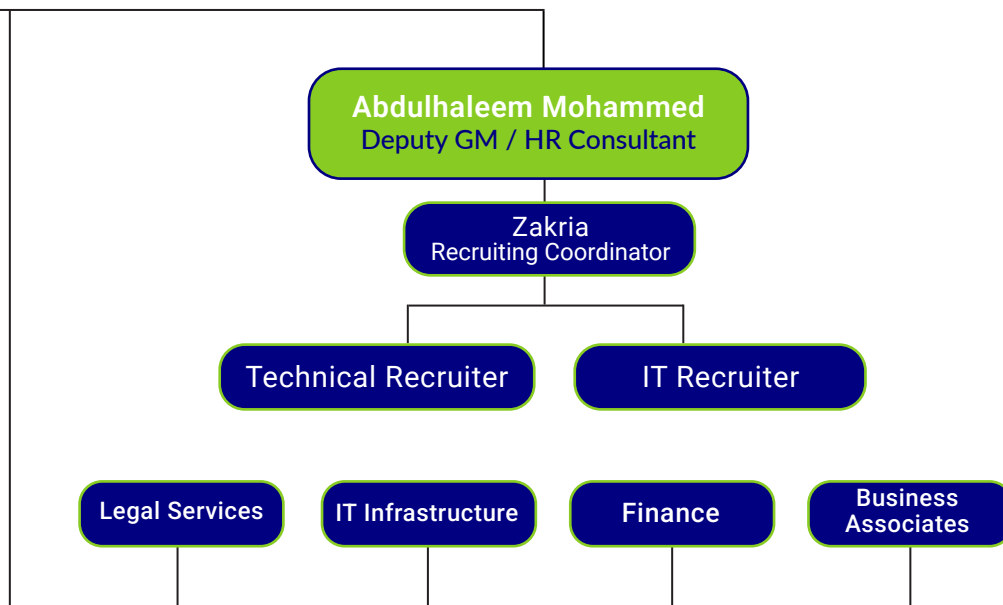 Abdulhaleem Mohammed
Deputy GM / HR Consultant
Zakria
Recruiting Coordinator
Technical Recruiter
IT Recruiter
Legal Services
IT Infrastructure
Finance
Business
Associates